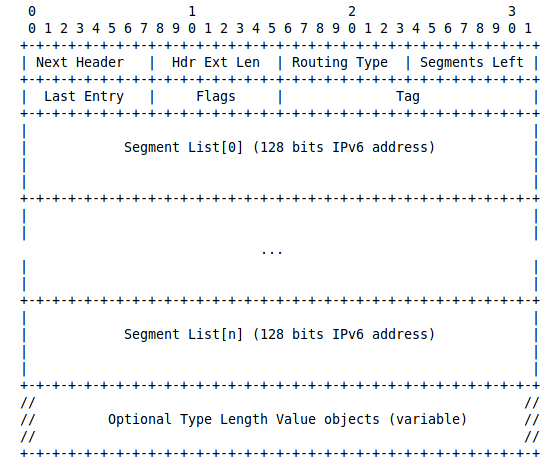 0                   1                   2                   3
 0 1 2 3 4 5 6 7 8 9 0 1 2 3 4 5 6 7 8 9 0 1 2 3 4 5 6 7 8 9 0 1
+-+-+-+-+-+-+-+-+-+-+-+-+-+-+-+-+-+-+-+-+-+-+-+-+-+-+-+-+-+-+-+-+
| Next Header   |  Hdr Ext Len  | Routing Type  | Segments Left |
+-+-+-+-+-+-+-+-+-+-+-+-+-+-+-+-+-+-+-+-+-+-+-+-+-+-+-+-+-+-+-+-+
|  Last Entry   |     Flags     |              Tag              |
+-+-+-+-+-+-+-+-+-+-+-+-+-+-+-+-+-+-+-+-+-+-+-+-+-+-+-+-+-+-+-+-+
|                                                               |
|            Segment List[0] (128 bits IPv6 address)            |
|                                                               |
|                                                               |
+-+-+-+-+-+-+-+-+-+-+-+-+-+-+-+-+-+-+-+-+-+-+-+-+-+-+-+-+-+-+-+-+
|                                                               |
|                                                               |
                              ...
|                                                               |
|                                                               |
+-+-+-+-+-+-+-+-+-+-+-+-+-+-+-+-+-+-+-+-+-+-+-+-+-+-+-+-+-+-+-+-+
|                                                               |
|            Segment List[n] (128 bits IPv6 address)            |
|                                                               |
|                                                               |
+-+-+-+-+-+-+-+-+-+-+-+-+-+-+-+-+-+-+-+-+-+-+-+-+-+-+-+-+-+-+-+-+
//                                                             //
//         Optional Type Length Value objects (variable)       //
//                                                             //
+-+-+-+-+-+-+-+-+-+-+-+-+-+-+-+-+-+-+-+-+-+-+-+-+-+-+-+-+-+-+-+-+